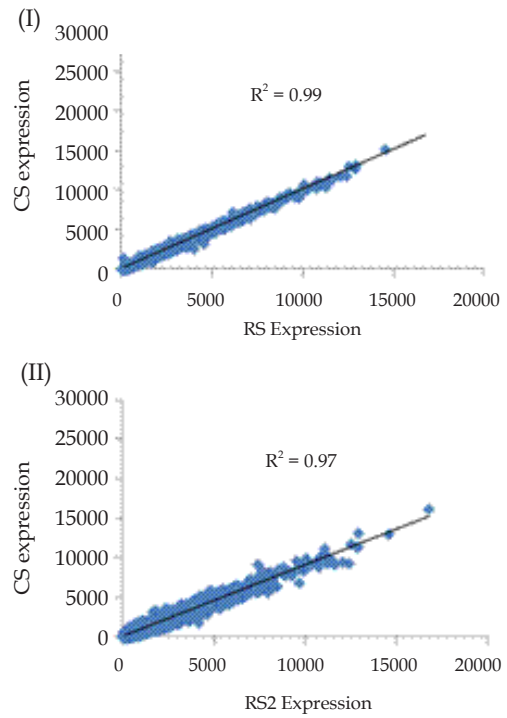 (I)
30000
25000
20000
15000
10000
5000
0
CS expression
R² = 0.99
0 5000 10000 15000 20000
RS Expression
(II)
30000
25000
20000
15000
10000
5000
0
CS expression
R² = 0.97
0 5000 10000 15000 20000
RS2 Expression